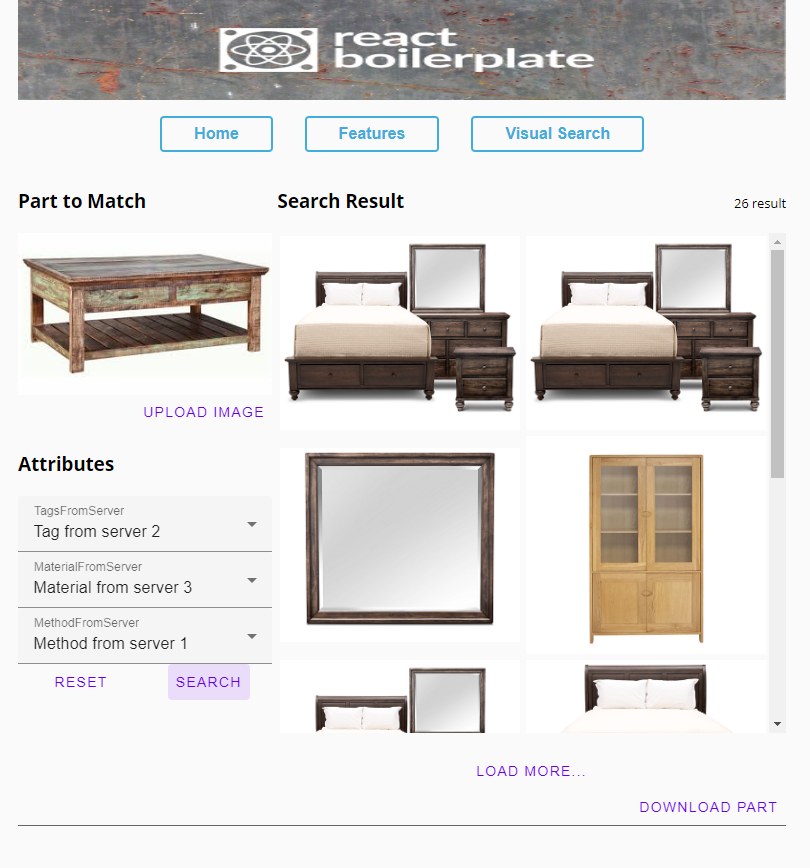 react
boilerplate
Home
Features
Visual Search
Part to Match
Search Result
26 result
UPLOAD IMAGE
Attributes
TagsFromServer
Tag from server 2
MaterialFromServer
Material from server 3
MethodFromServer
Method from server 1
RESET
SEARCH
LOAD MORE...
DOWNLOAD PART